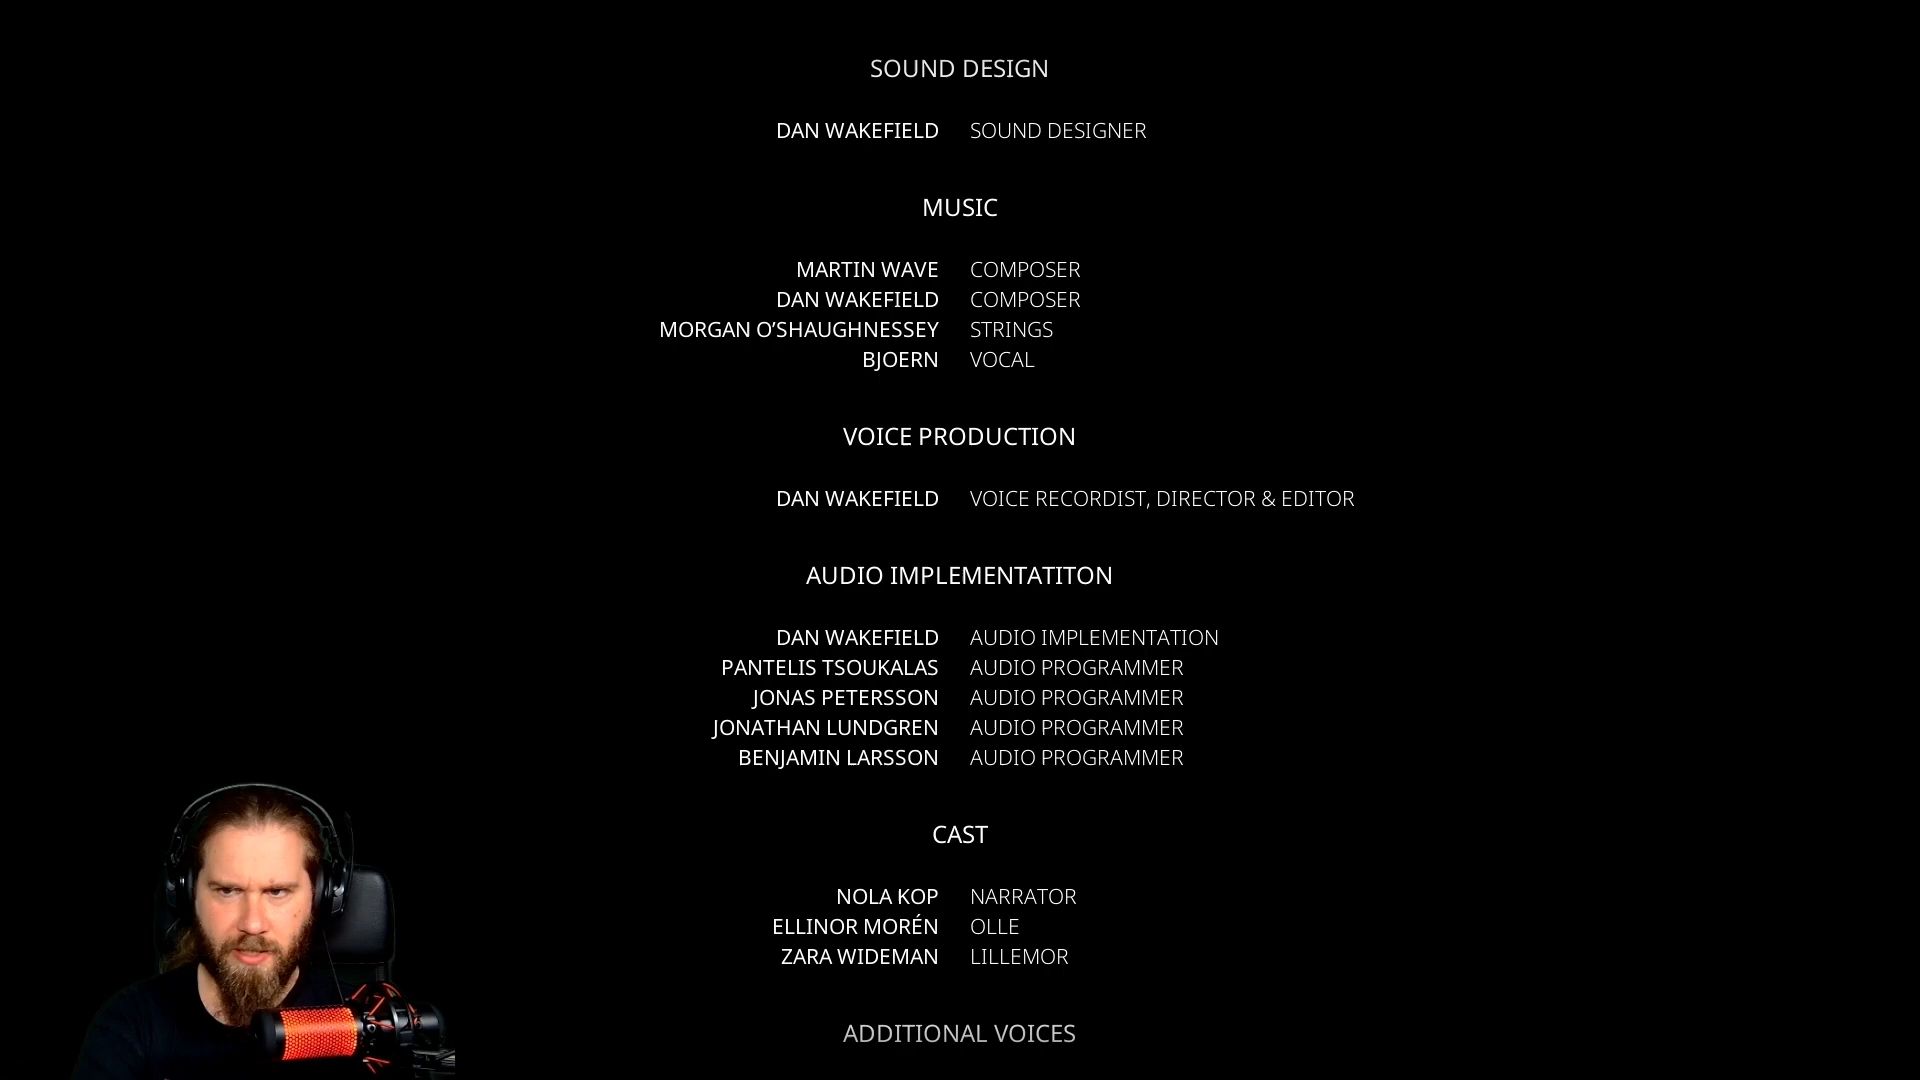 SOUND DESIGN
DAN WAKEFIELD SOUND DESIGNER
MUSIC
MARTIN WAVE COMPOSER
DAN WAKEFIELD COMPOSER
MORGAN O’SHAUGHNESSEY STRINGS
BJOERN VOCAL
VOICE PRODUCTION
DAN WAKEFIELD VOICE RECORDIST, DIRECTOR & EDITOR
AUDIO IMPLEMENTATITON
DAN WAKEFIELD AUDIO IMPLEMENTATION
PANTELIS TSOUKALAS AUDIO PROGRAMMER
JONAS PETERSSON AUDIO PROGRAMMER
JONATHAN LUNDGREN AUDIO PROGRAMMER
BENJAMIN LARSSON AUDIO PROGRAMMER
CAST
NOLA KOP NARRATOR
ELLINOR MORÉN OLLE
ZARA WIDEMAN LILLEMOR
ADDITIONAL VOICES